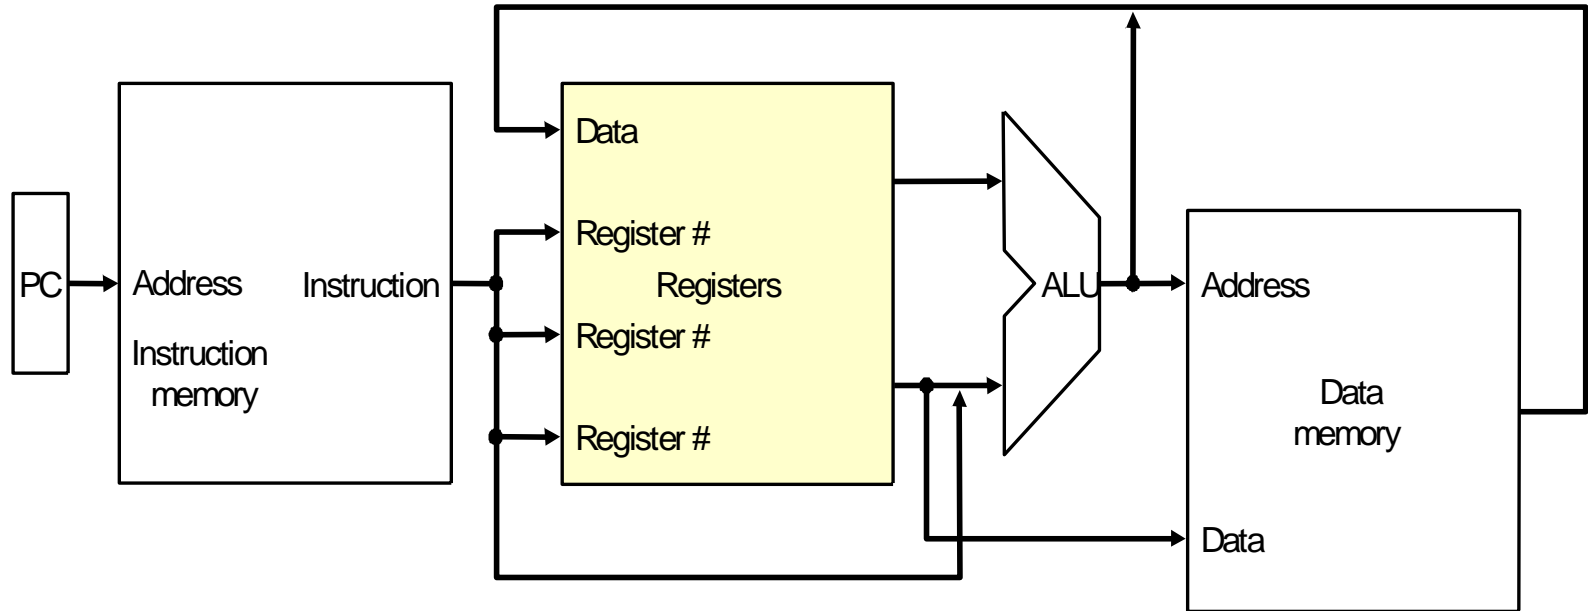 PC
Address
Instruction
Instruction
memory
Data
Register #
Registers
Register #
Register #
ALU
Address
Data
memory
Data